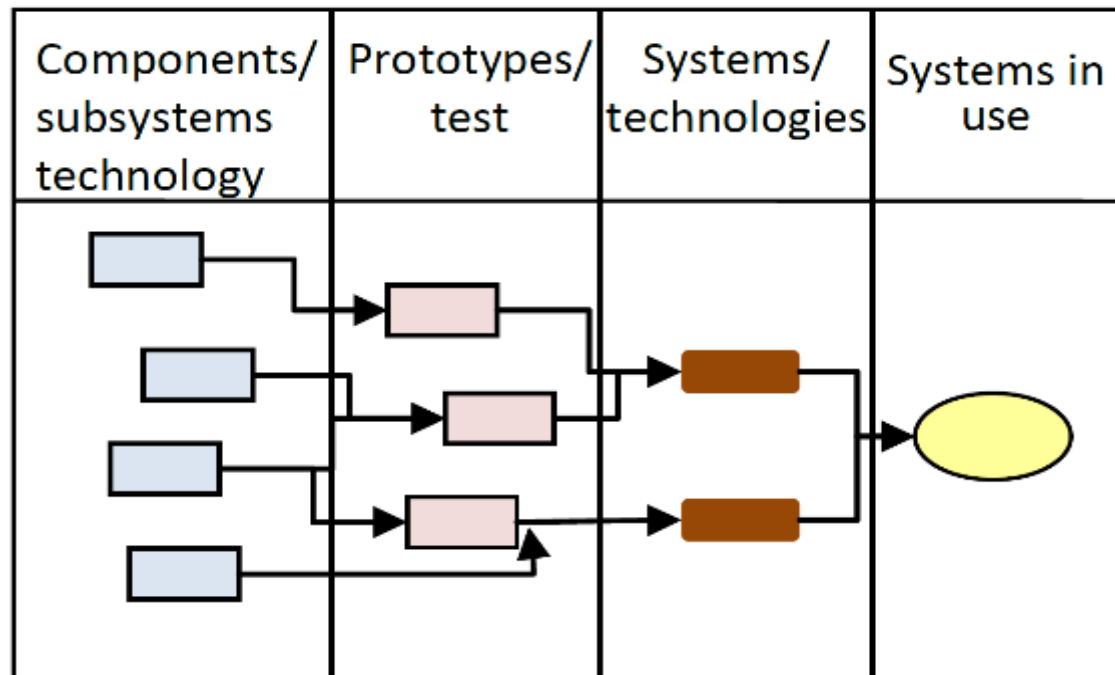 Components/
subsystems
technology
Prototypes/
test
Systems/
technologies
Systems in
use